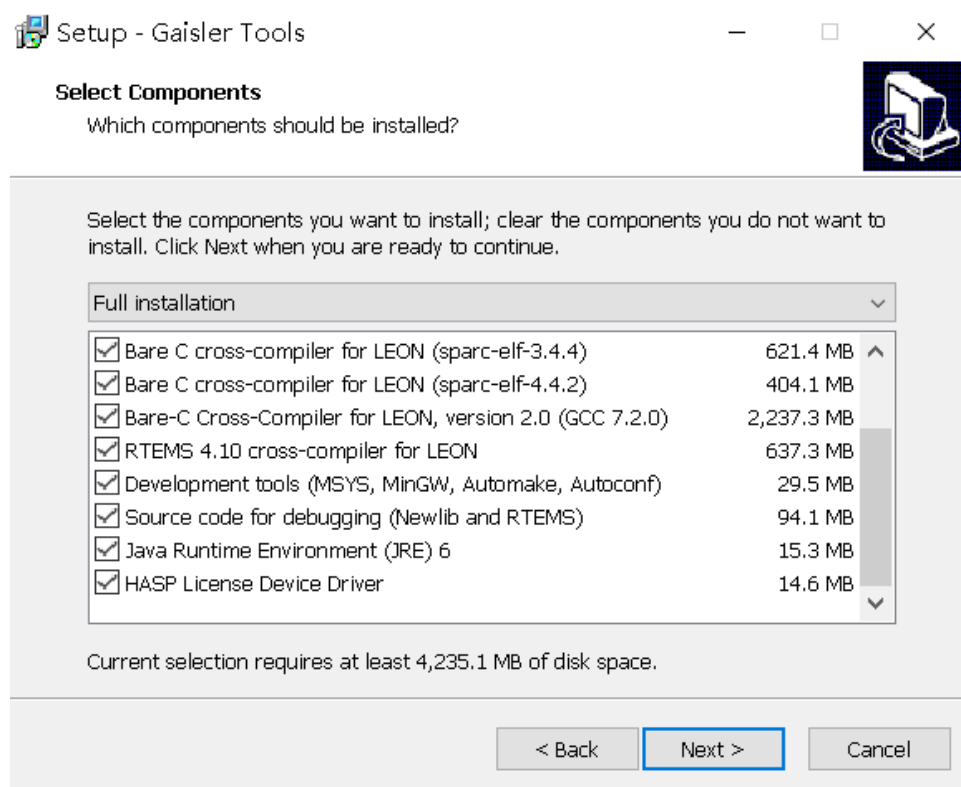 Setup - Gaisler Tools
Select Components
Which components should be installed?
Select the components you want to install; clear the components you do not want to
install. Click Next when you are ready to continue.
Full installation
Bare C cross-compiler for LEON (sparc-elf-3.4.4) 621.4 MB
Bare C cross-compiler for LEON (sparc-elf-4.4.2) 404.1 MB
Bare-C Cross-Compiler for LEON, version 2.0 (GCC 7.2.0) 2,237.3 MB
RTEMS 4.10 cross-compiler for LEON 637.3 MB
Development tools (MSYS, MinGW, Automake, Autoconf) 29.5 MB
Source code for debugging (Newlib and RTEMS) 94.1 MB
Java Runtime Environment (JRE) 6 15.3 MB
HASP License Device Driver 14.6 MB
Current selection requires at least 4,235.1 MB of disk space.
< Back Next > Cancel